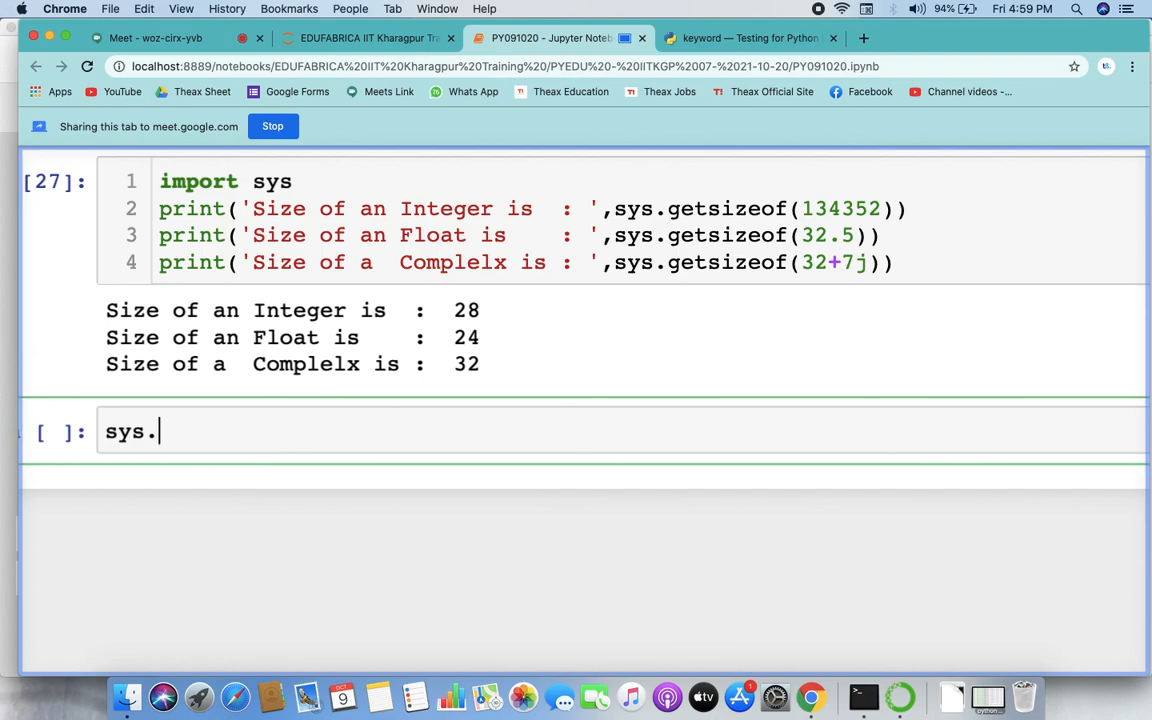 Chrome File Edit View History Bookmarks People Tab Window Help 94% Fri 4:59 PM
Meet - woz-cirx-yvb EDUFABRICA IIT Kharagpur Tra PY091020 - Jupyter Noteb keyword — Testing for Python
localhost:8889/notebooks/EDUFABRICA%20IIT%20Kharagpur%20Training%20/PYEDU%20-%20IITKGP%2007-%2021-10-20/PY091020.ipynb
Apps YouTube Theax Sheet Google Forms Meets Link Whats App Theax Education Theax Jobs Theax Official Site Facebook Channel videos -...
Sharing this tab to meet.google.com Stop
[27]: 1 import sys
2 print('Size of an Integer is  : ',sys.getsizeof(134352))
3 print('Size of an Float is    : ',sys.getsizeof(32.5))
4 print('Size of a  Complelx is : ',sys.getsizeof(32+7j))
Size of an Integer is  :  28
Size of an Float is    :  24
Size of a  Complelx is :  32
[ ]: sys.